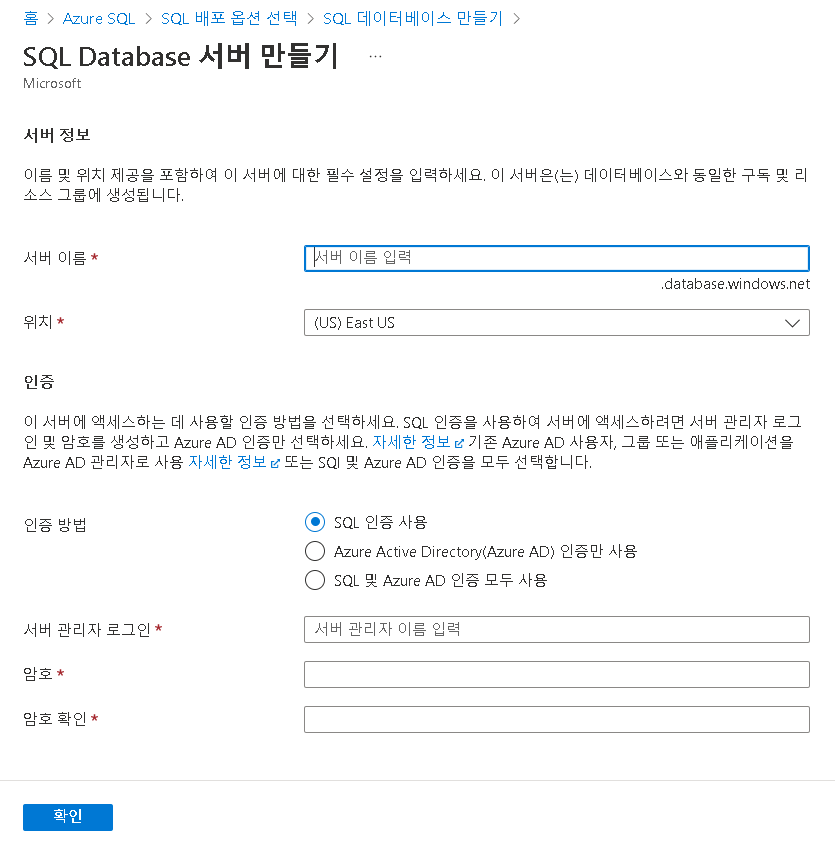 홈 > Azure SQL > SQL 배포 옵션 선택 > SQL 데이터베이스 만들기 >
SQL Database 서버 만들기 ...
Microsoft
서버 정보
이름 및 위치 제공을 포함하여 이 서버에 대한 필수 설정을 입력하세요. 이 서버은(는) 데이터베이스와 동일한 구독 및 리
소스 그룹에 생성됩니다.
서버 이름 *
서버 이름 입력
.database.windows.net
위치 *
(US) East US
인증
이 서버에 액세스하는 데 사용할 인증 방법을 선택하세요. SQL 인증을 사용하여 서버에 액세스하려면 서버 관리자 로그
인 및 암호를 생성하고 Azure AD 인증만 선택하세요. 자세한 정보 기존 Azure AD 사용자, 그룹 또는 애플리케이션을
Azure AD 관리자로 사용 자세한 정보 또는 SQl 및 Azure AD 인증을 모두 선택합니다.
인증 방법
SQL 인증 사용
Azure Active Directory(Azure AD) 인증만 사용
SQL 및 Azure AD 인증 모두 사용
서버 관리자 로그인 *
서버 관리자 이름 입력
암호 *
암호 확인 *
확인